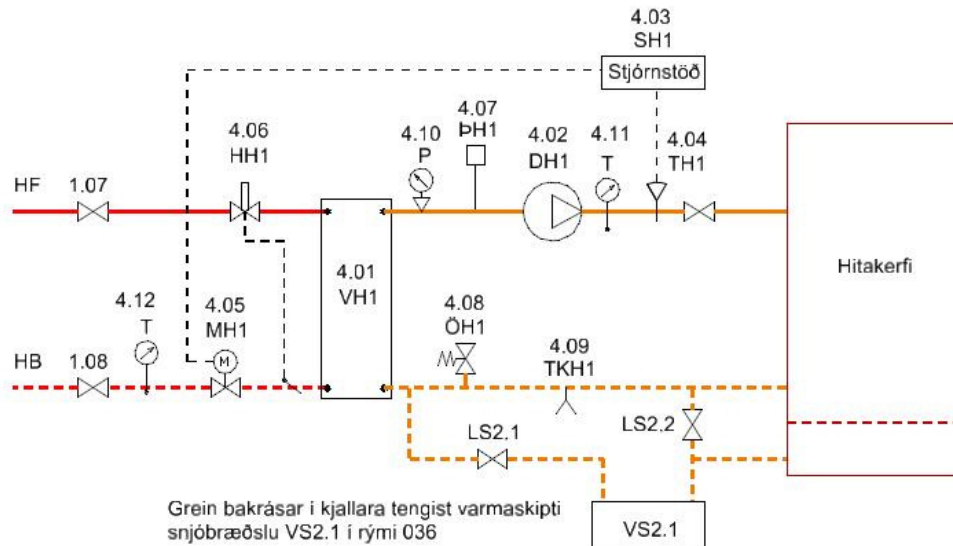 4.03
SH1
Stjórnstöð
4.06
HH1
4.10
P
4.07
ÞH1
4.02
DH1
4.11
T
4.04
TH1
HF
1.07
4.01
VH1
Hitakerfi
4.12
T
4.05
MH1
M
4.08
ÖH1
4.09
TKH1
HB
1.08
LS2.1
LS2.2
Grein bakrásar í kjallara tengist varmaskipti
snjóbræðslu VS2.1 í rými 036
VS2.1